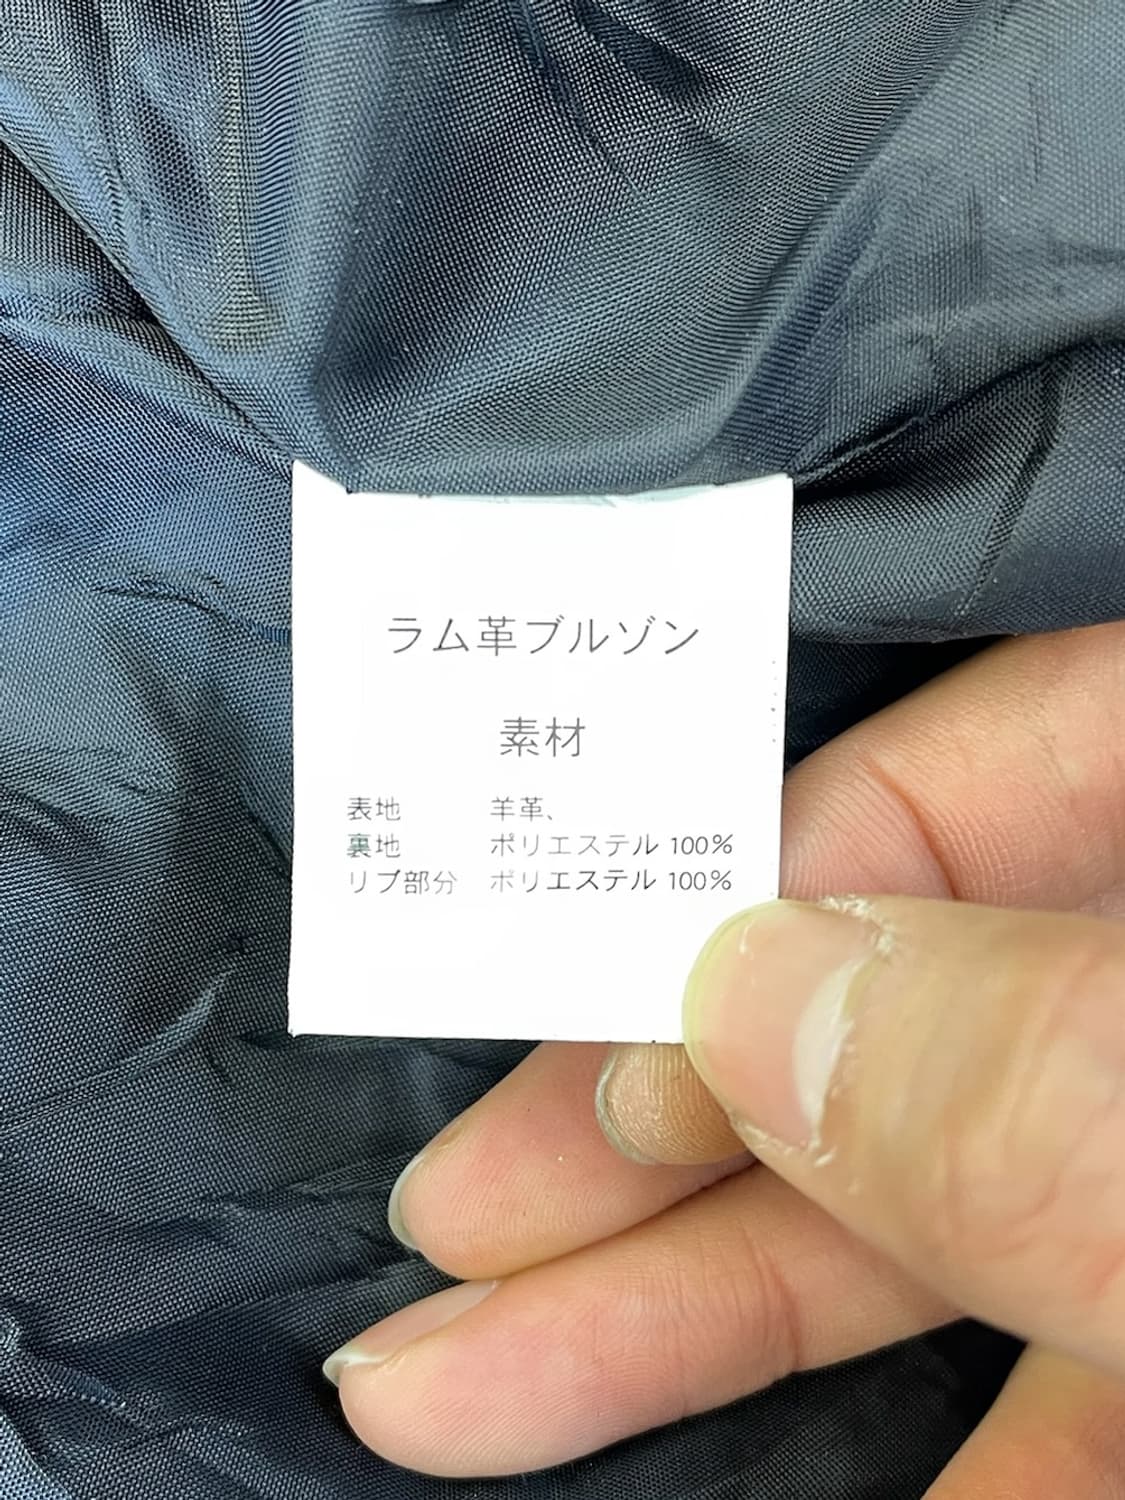 ラム革ブルゾン
素材
表地 羊革、
裏地 ポリエステル 100%
リブ部分 ポリエステル 100%